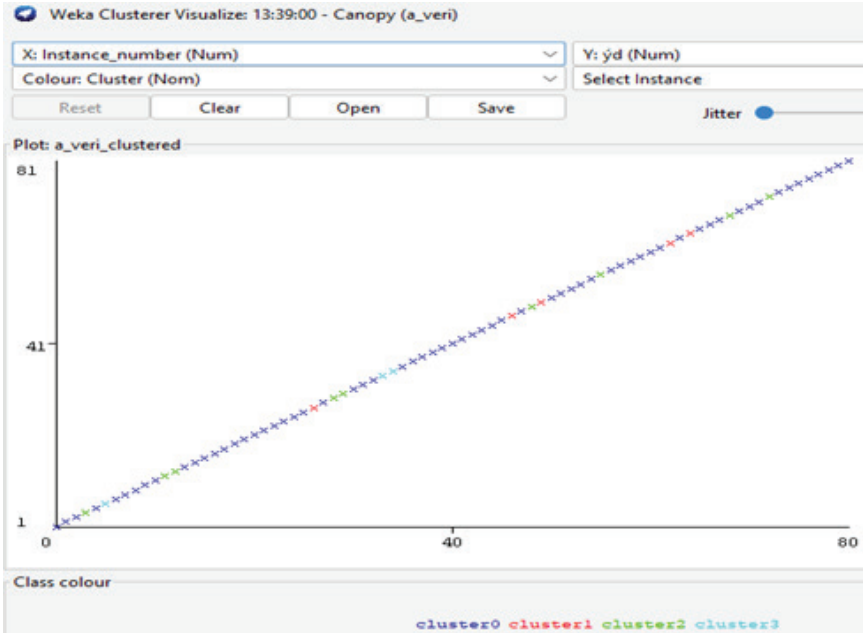 Weka Clusterer Visualize: 13:39:00 - Canopy (a_veri)
X: Instance_number (Num) Y: ýd (Num)
Colour: Cluster (Nom) Select Instance
Reset Clear Open Save Jitter
Plot: a_veri_clustered
81
41
1
0 40 80
Class colour
cluster0 cluster1 cluster2 cluster3